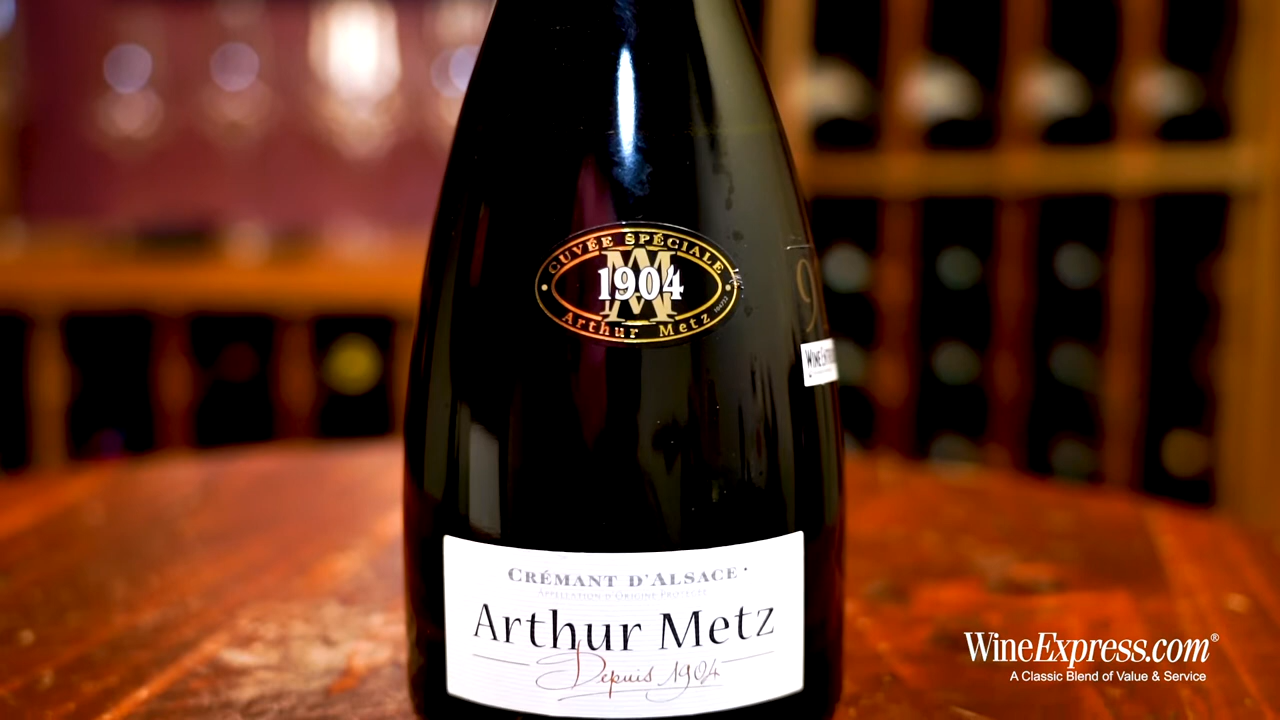 CUVÉE SPÉCIALE
1904
Arthur Metz
CRÉMANT D'ALSACE
APPELLATION D'ORIGINE PROTÉGÉE
Arthur Metz
Depuis 1904
WineExpress.com®
A Classic Blend of Value & Service